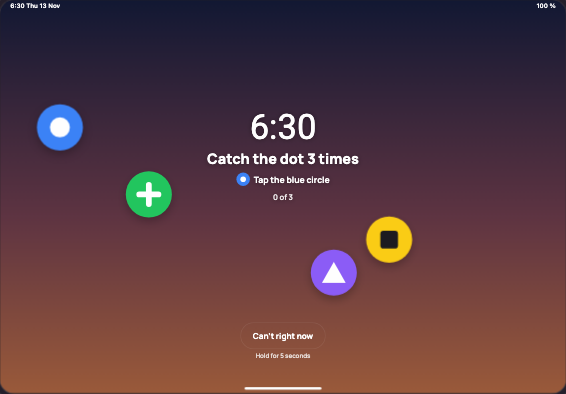 6:30 Thu 13 Nov
100 %
6:30
Catch the dot 3 times
Tap the blue circle
0 of 3
Can't right now
Hold for 5 seconds